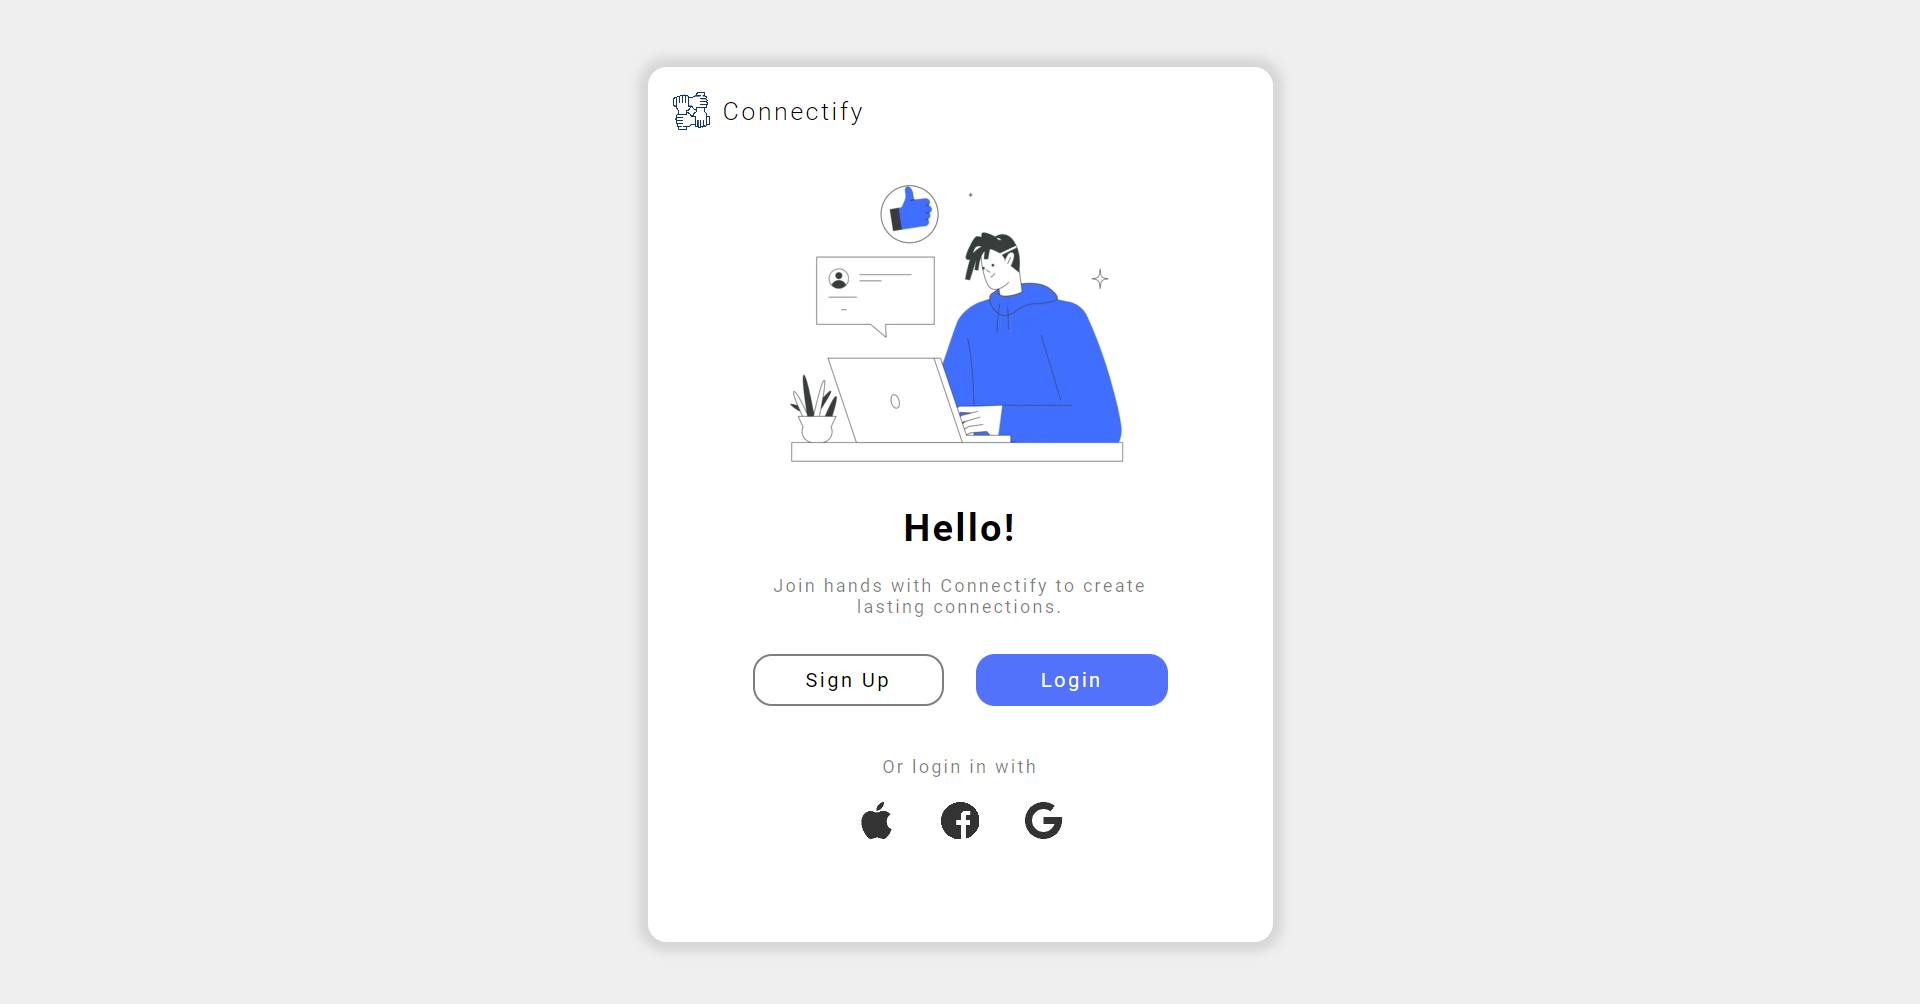 Connectify
Hello!
Join hands with Connectify to create
lasting connections.
Sign Up
Login
Or login in with